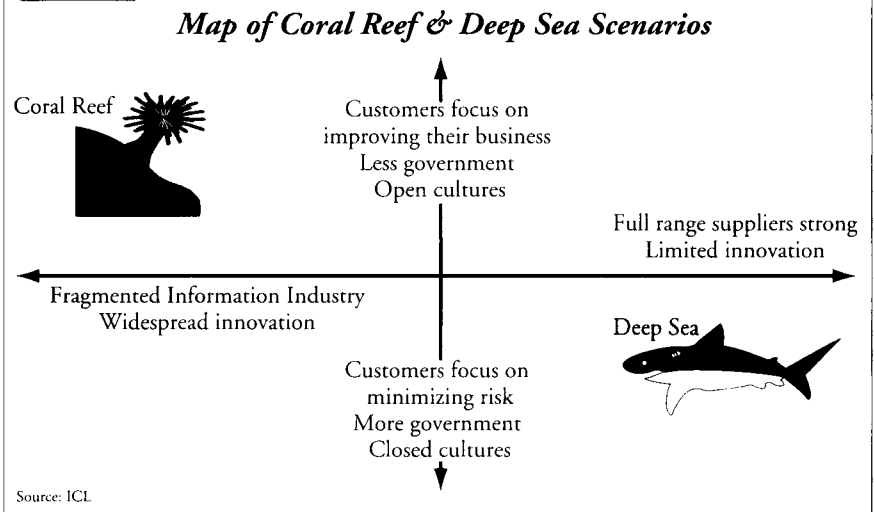 Map of Coral Reef & Deep Sea Scenarios
Coral Reef
Customers focus on
improving their business
Less government
Open cultures
Full range suppliers strong
Limited innovation
Fragmented Information Industry
Widespread innovation
Deep Sea
Customers focus on
minimizing risk
More government
Closed cultures
Source: ICL